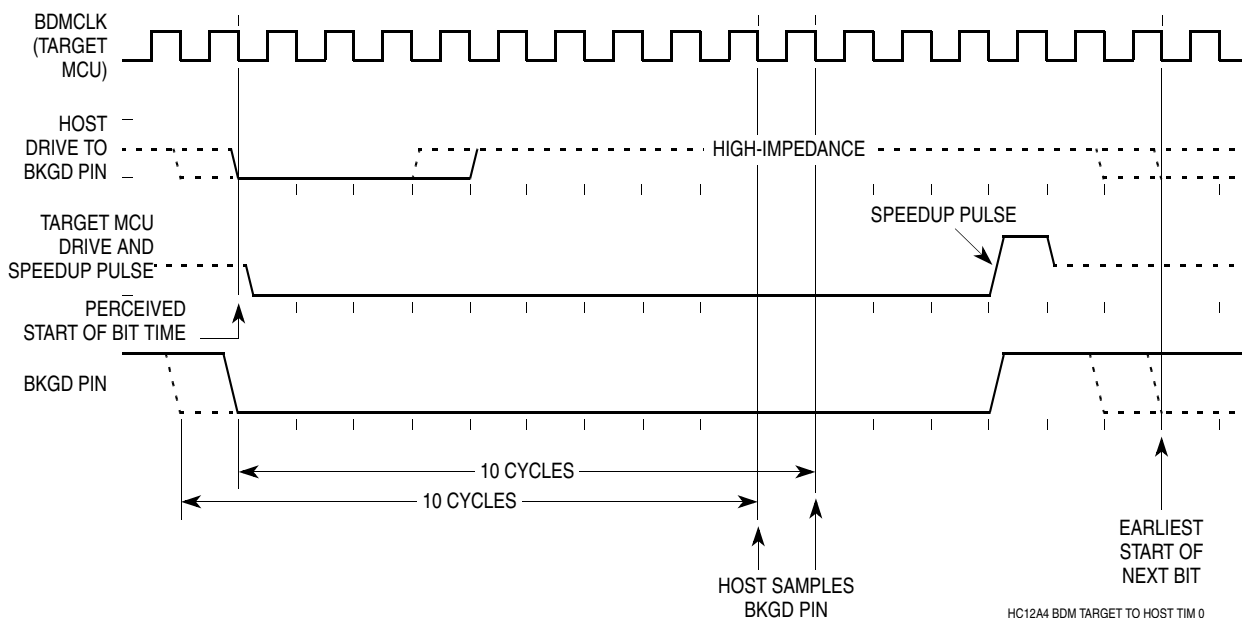 BDMCLK
(TARGET
MCU)
HOST
DRIVE TO
BKGD PIN
HIGH-IMPEDANCE
TARGET MCU
DRIVE AND
SPEEDUP PULSE
SPEEDUP PULSE
PERCEIVED
START OF BIT TIME
BKGD PIN
10 CYCLES
10 CYCLES
HOST SAMPLES
BKGD PIN
EARLIEST
START OF
NEXT BIT
HC12A4 BDM TARGET TO HOST TIM 0